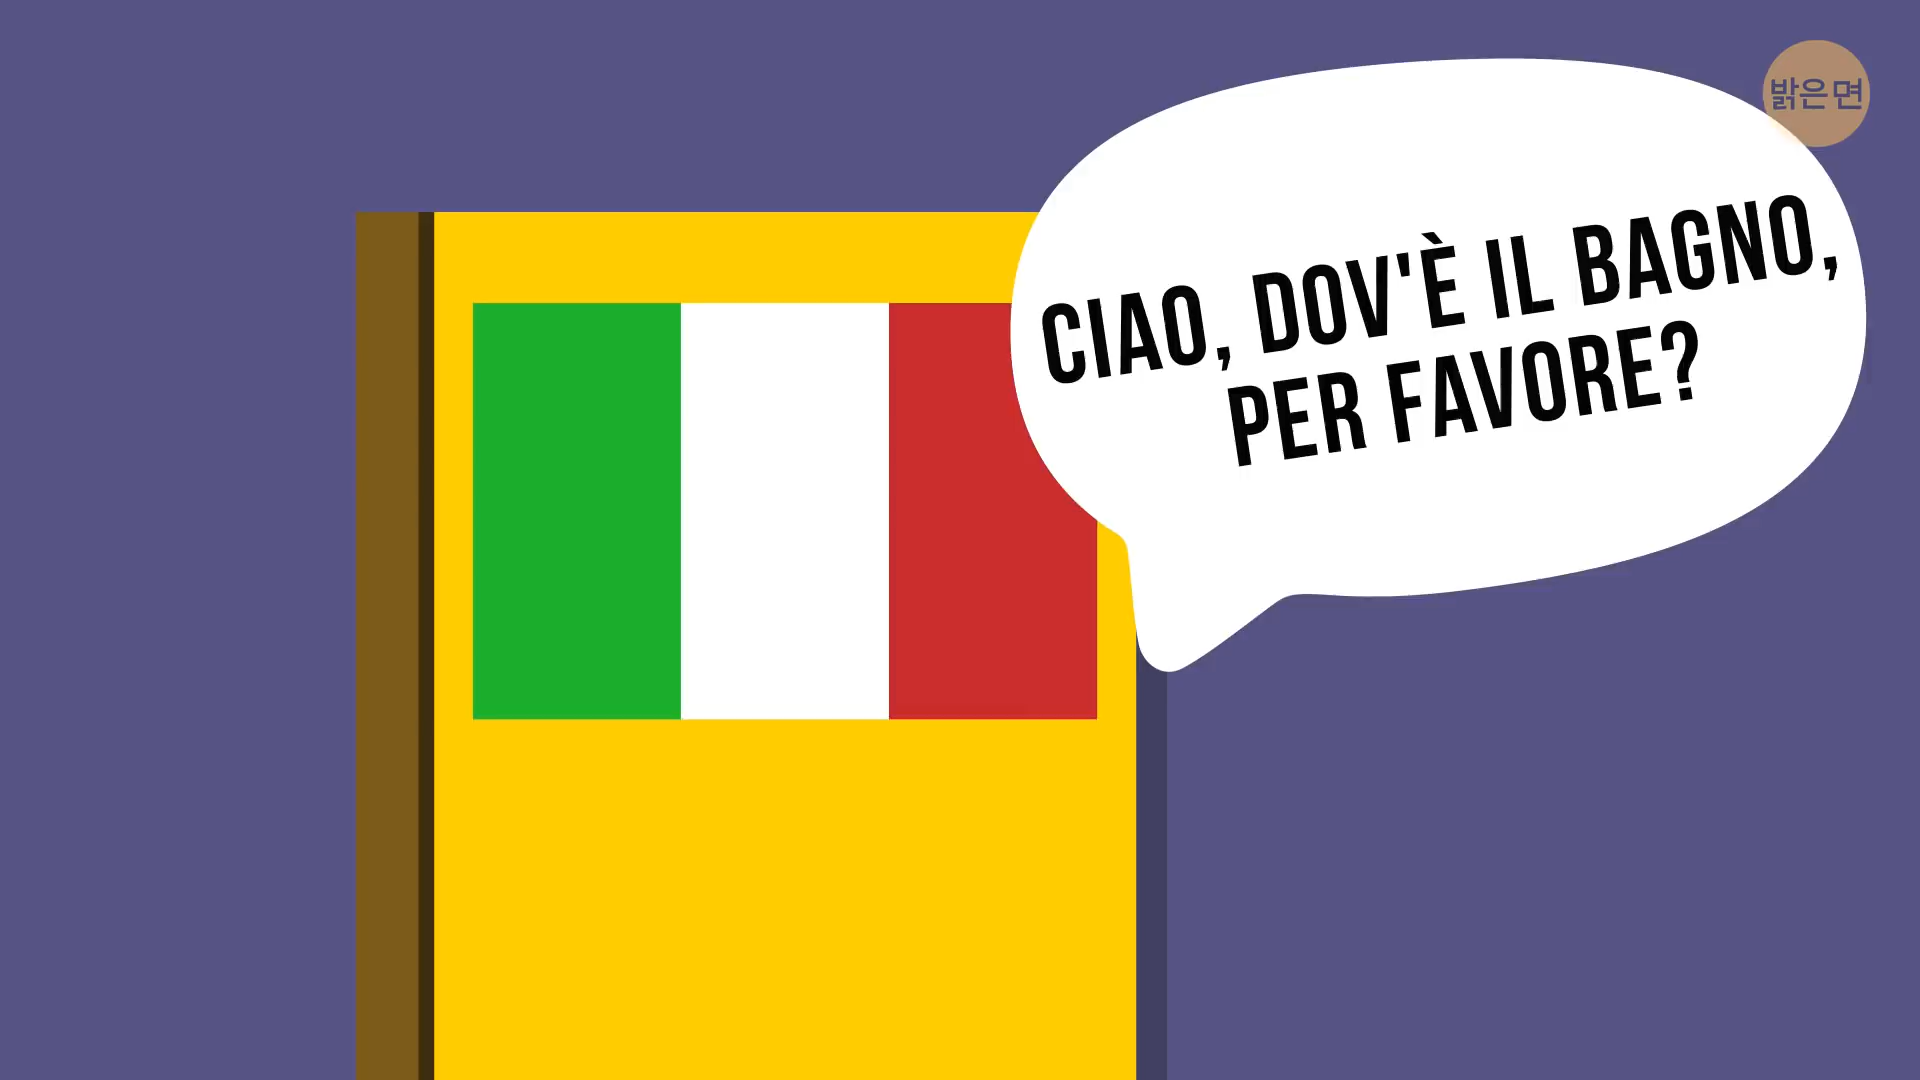 밝은면
CIAO, DOV'È IL BAGNO,
PER FAVORE?